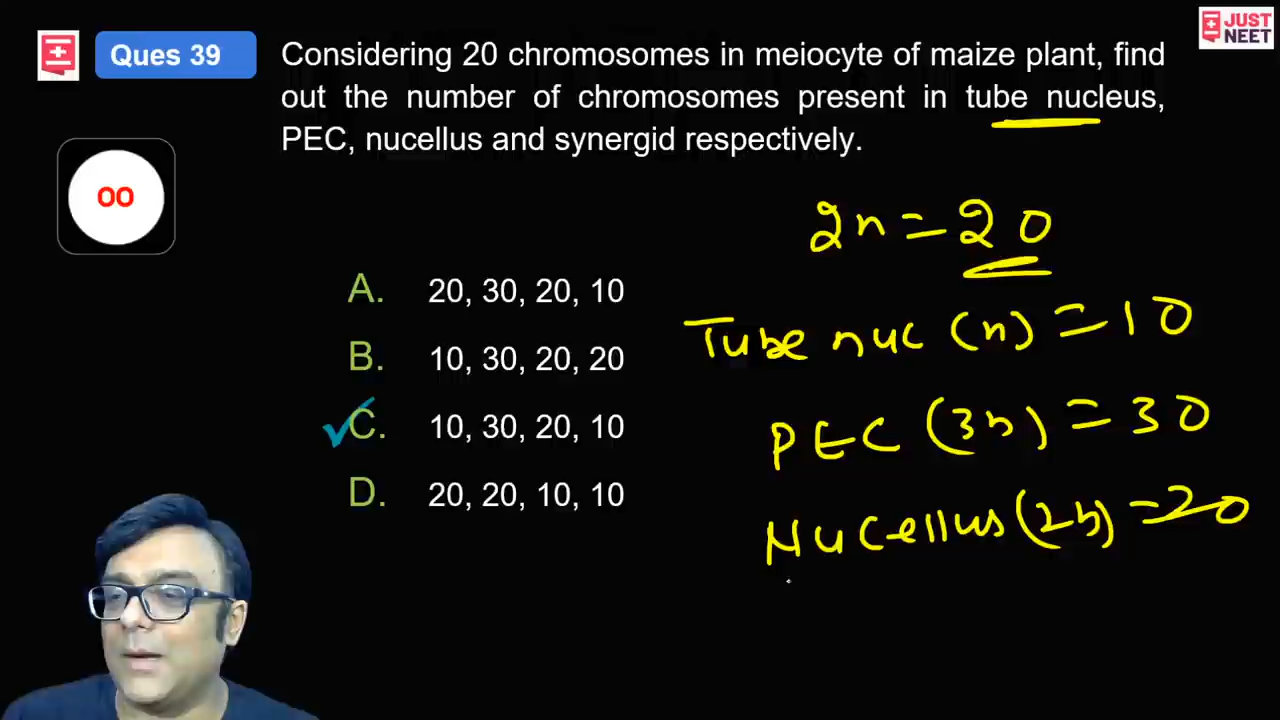 JUST
NEET
Ques 39
Considering 20 chromosomes in meiocyte of maize plant, find
out the number of chromosomes present in tube nucleus,
PEC, nucellus and synergid respectively.
00
2n = 20
A. 20, 30, 20, 10
Tube nuc (n) = 10
B. 10, 30, 20, 20
C. 10, 30, 20, 10
PEC (3n) = 30
D. 20, 20, 10, 10
Nucellus (2n) = 20